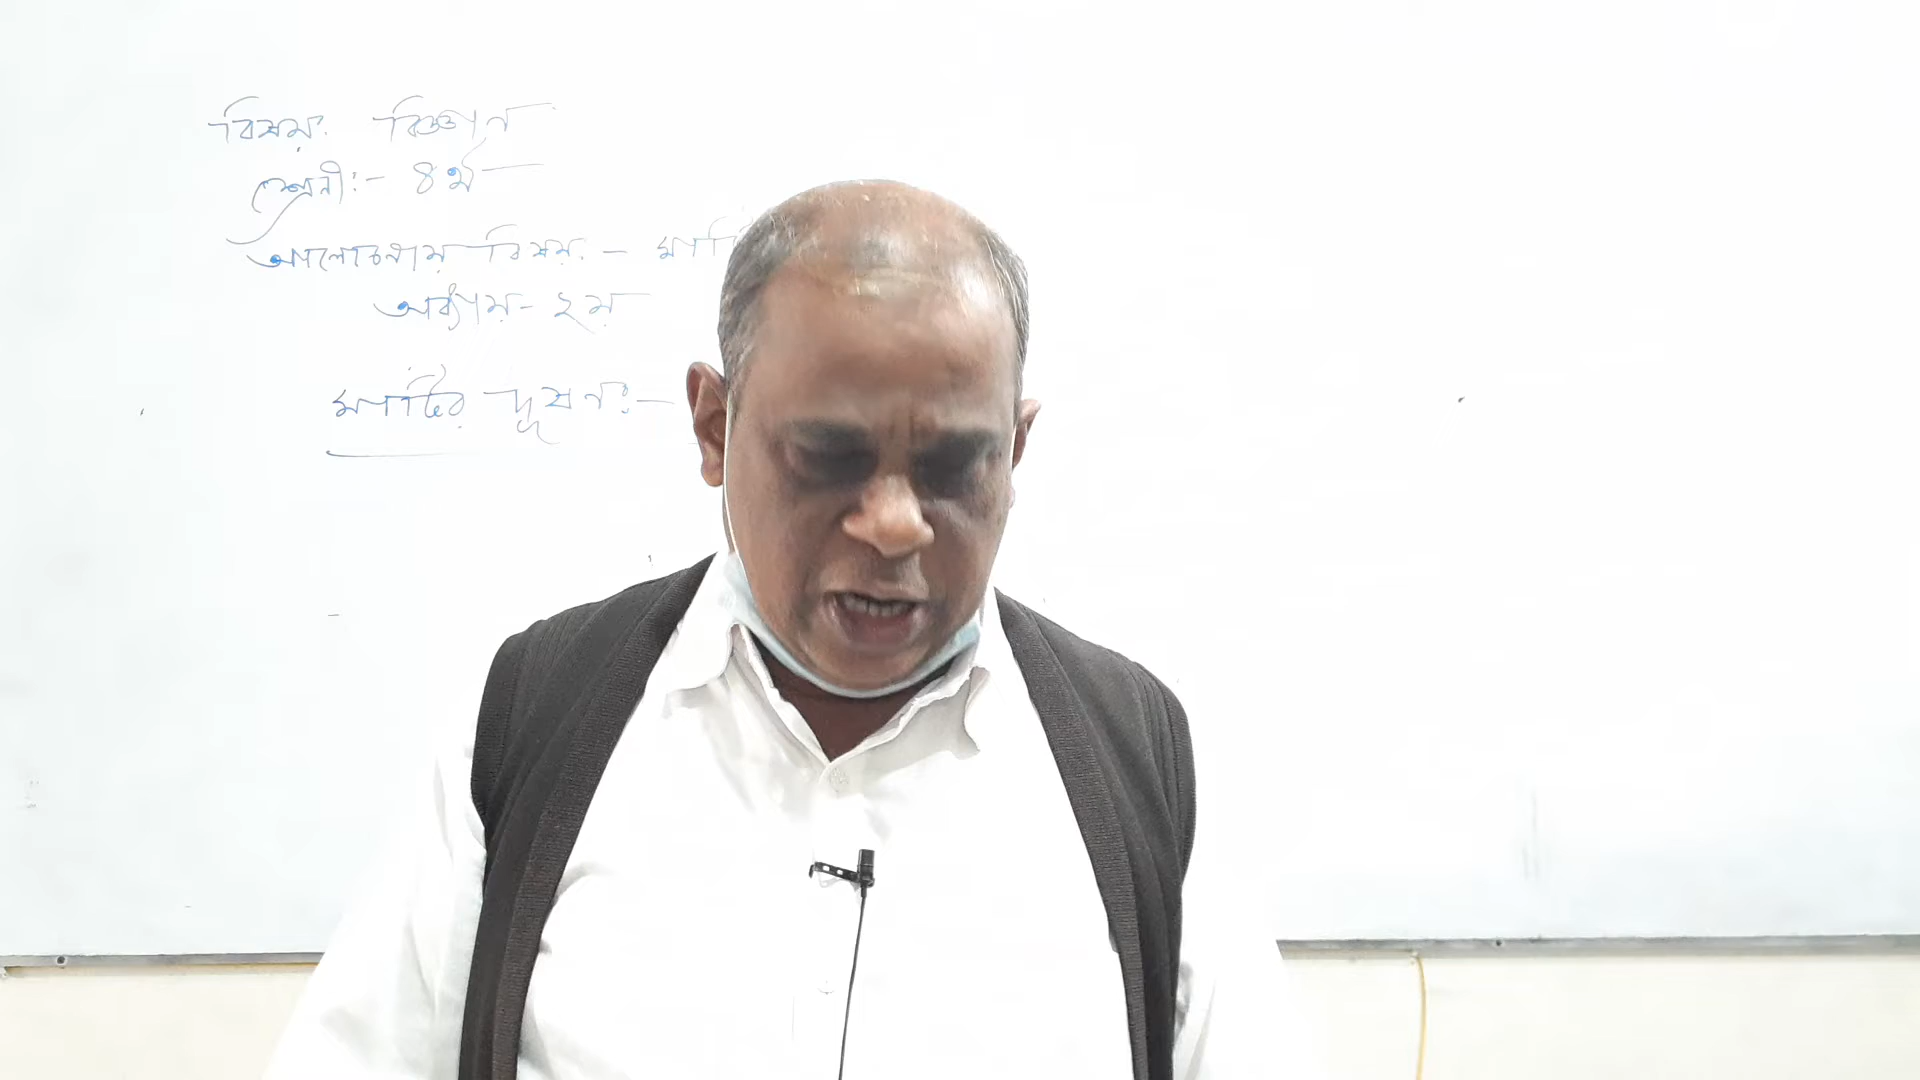 বিষয়: বিজ্ঞান
শ্রেনী:- ৪র্থ
আলোচনার বিষয়:- মাটি
অধ্যায়- ২য়
মাটির দূষণ:-